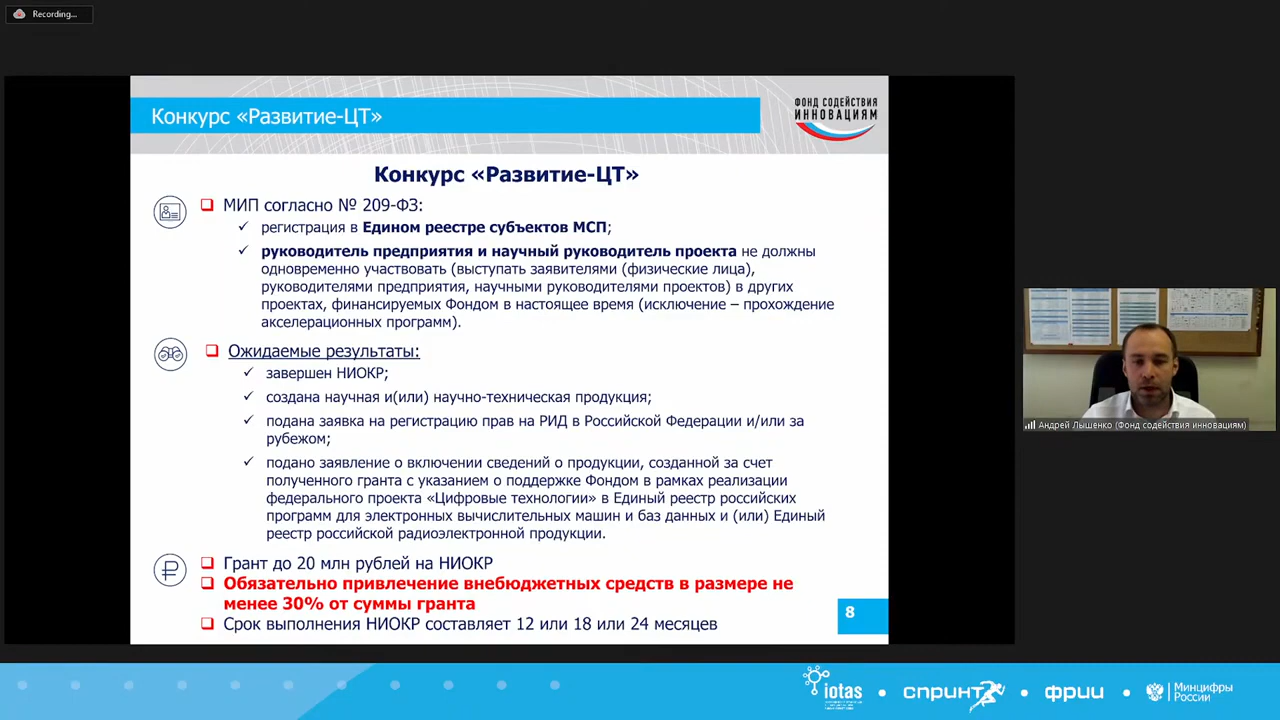 Recording...
Конкурс «Развитие-ЦТ»
ФОНД СОДЕЙСТВИЯ
ИННОВАЦИЯМ
Конкурс «Развитие-ЦТ»
МИП согласно № 209-ФЗ:
регистрация в Едином реестре субъектов МСП;
руководитель предприятия и научный руководитель проекта не должны
одновременно участвовать (выступать заявителями (физические лица),
руководителями предприятия, научными руководителями проектов) в других
проектах, финансируемых Фондом в настоящее время (исключение – прохождение
акселерационных программ).
Ожидаемые результаты:
завершен НИОКР;
создана научная и(или) научно-техническая продукция;
подана заявка на регистрацию прав на РИД в Российской Федерации и/или за
рубежом;
подано заявление о включении сведений о продукции, созданной за счет
полученного гранта с указанием о поддержке Фондом в рамках реализации
федерального проекта «Цифровые технологии» в Единый реестр российских
программ для электронных вычислительных машин и баз данных и (или) Единый
реестр российской радиоэлектронной продукции.
Грант до 20 млн рублей на НИОКР
Обязательно привлечение внебюджетных средств в размере не
менее 30% от суммы гранта
Срок выполнения НИОКР составляет 12 или 18 или 24 месяцев
8
Андрей Лышенко (Фонд содействия инновациям)
iotas
спринт
фрии
Минцифры
России